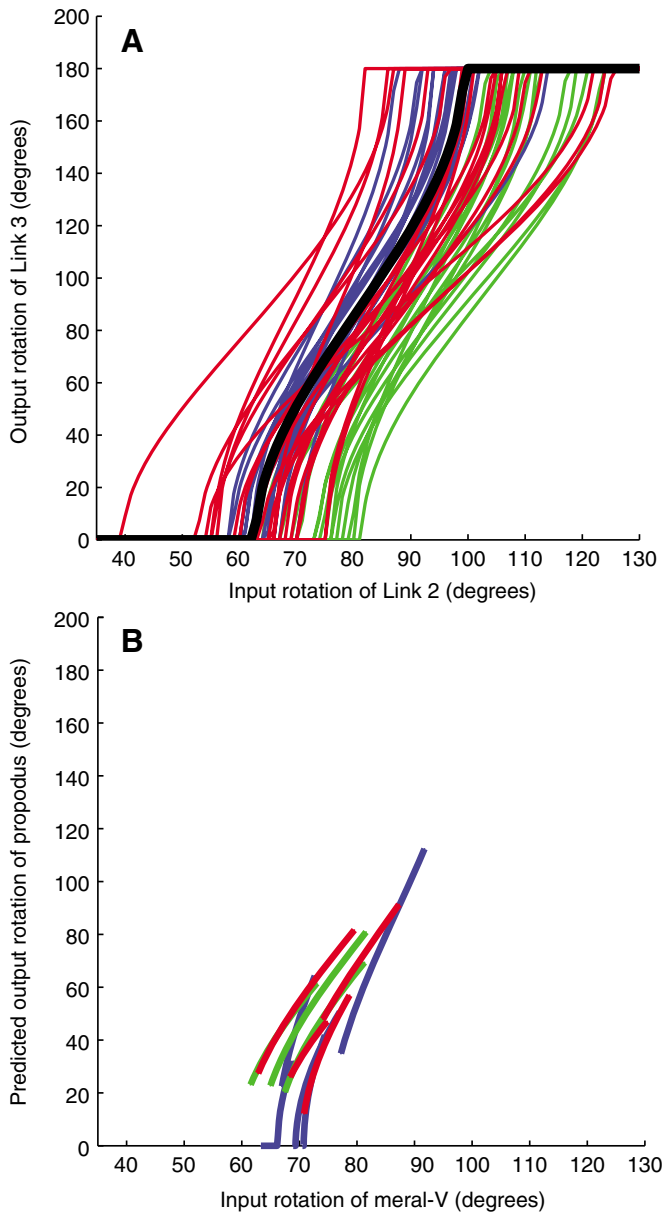 A
200
180
160
140
120
100
80
60
40
20
0
Output rotation of Link 3 (degrees)
40 50 60 70 80 90 100 110 120 130
Input rotation of Link 2 (degrees)
B
200
180
160
140
120
100
80
60
40
20
0
Predicted output rotation of propodus (degrees)
40 50 60 70 80 90 100 110 120 130
Input rotation of meral-V (degrees)